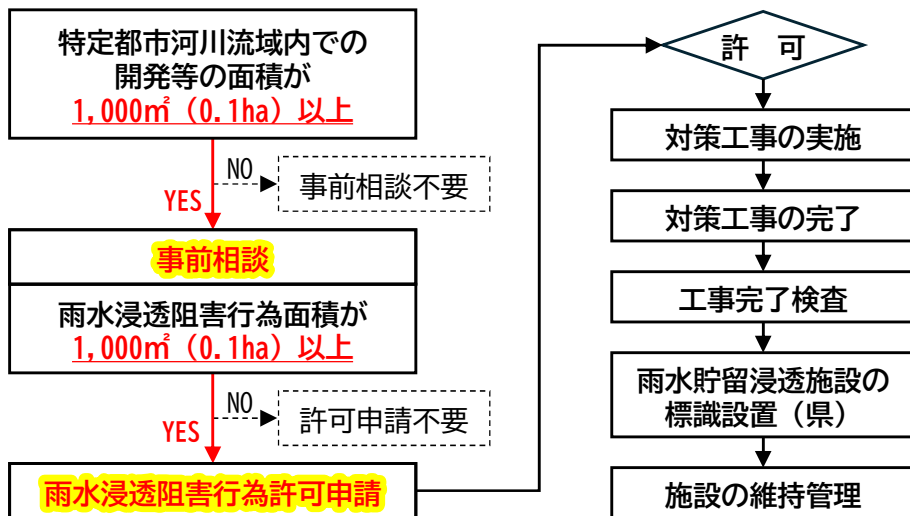 特定都市河川流域内での
開発等の面積が
1,000㎡（0.1ha）以上
NO
事前相談不要
YES
事前相談
雨水浸透阻害行為面積が
1,000㎡（0.1ha）以上
NO
許可申請不要
YES
雨水浸透阻害行為許可申請
許　可
対策工事の実施
対策工事の完了
工事完了検査
雨水貯留浸透施設の
標識設置（県）
施設の維持管理